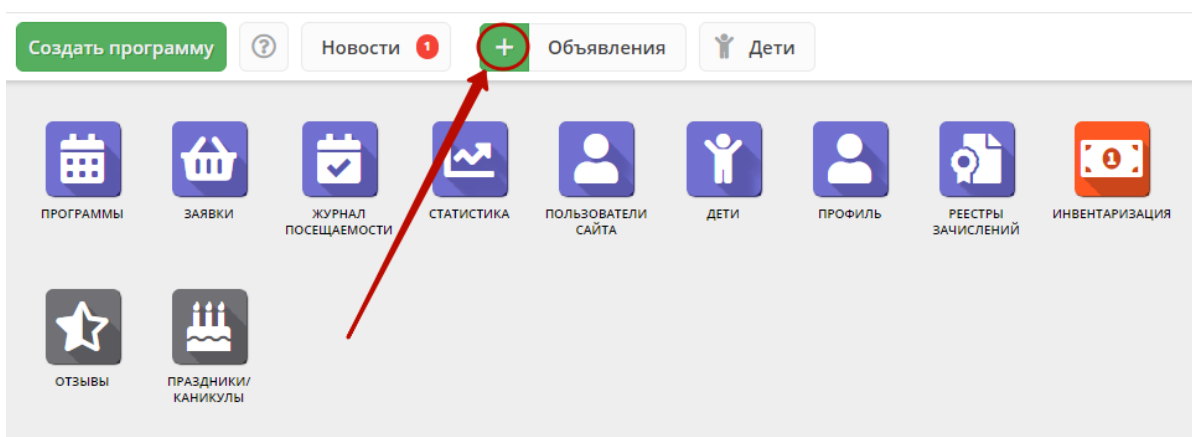 Создать программу ? Новости 1 + Объявления Дети
1
ПРОГРАММЫ ЗАЯВКИ ЖУРНАЛ ПОСЕЩАЕМОСТИ СТАТИСТИКА ПОЛЬЗОВАТЕЛИ САЙТА ДЕТИ ПРОФИЛЬ РЕЕСТРЫ ЗАЧИСЛЕНИЙ ИНВЕНТАРИЗАЦИЯ
ОТЗЫВЫ ПРАЗДНИКИ/ КАНИКУЛЫ